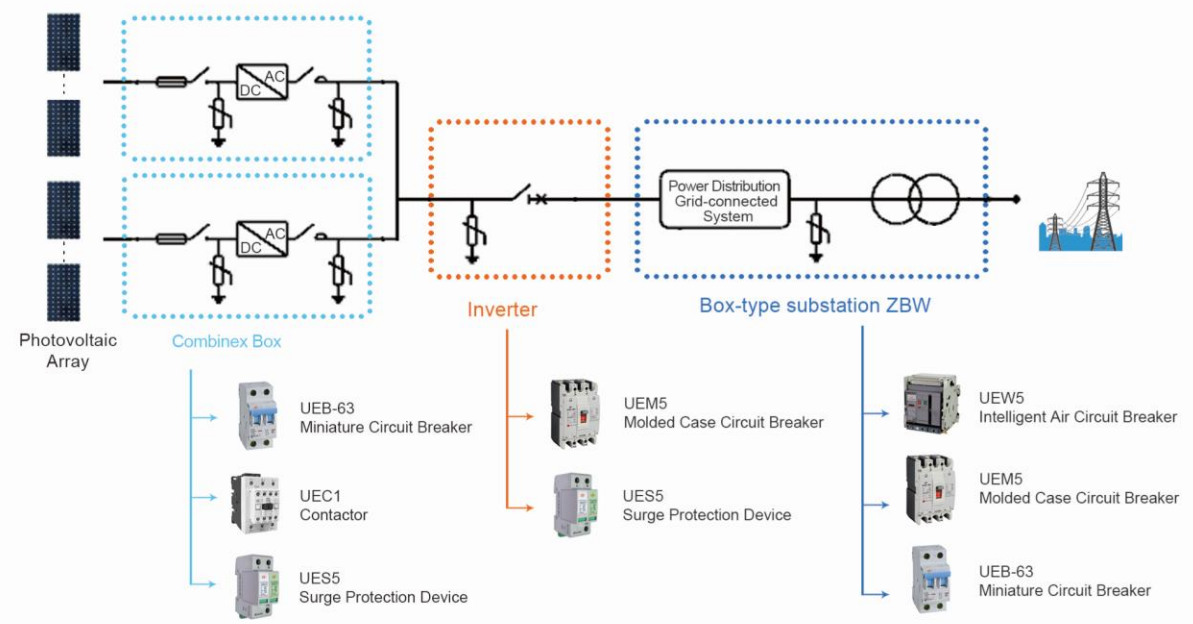 AC
DC
AC
DC
Power Distribution
Grid-connected
System
Photovoltaic
Array
Combinex Box
Inverter
Box-type substation ZBW
UEB-63
Miniature Circuit Breaker
UEC1
Contactor
UES5
Surge Protection Device
UEM5
Molded Case Circuit Breaker
UES5
Surge Protection Device
UEW5
Intelligent Air Circuit Breaker
UEM5
Molded Case Circuit Breaker
UEB-63
Miniature Circuit Breaker